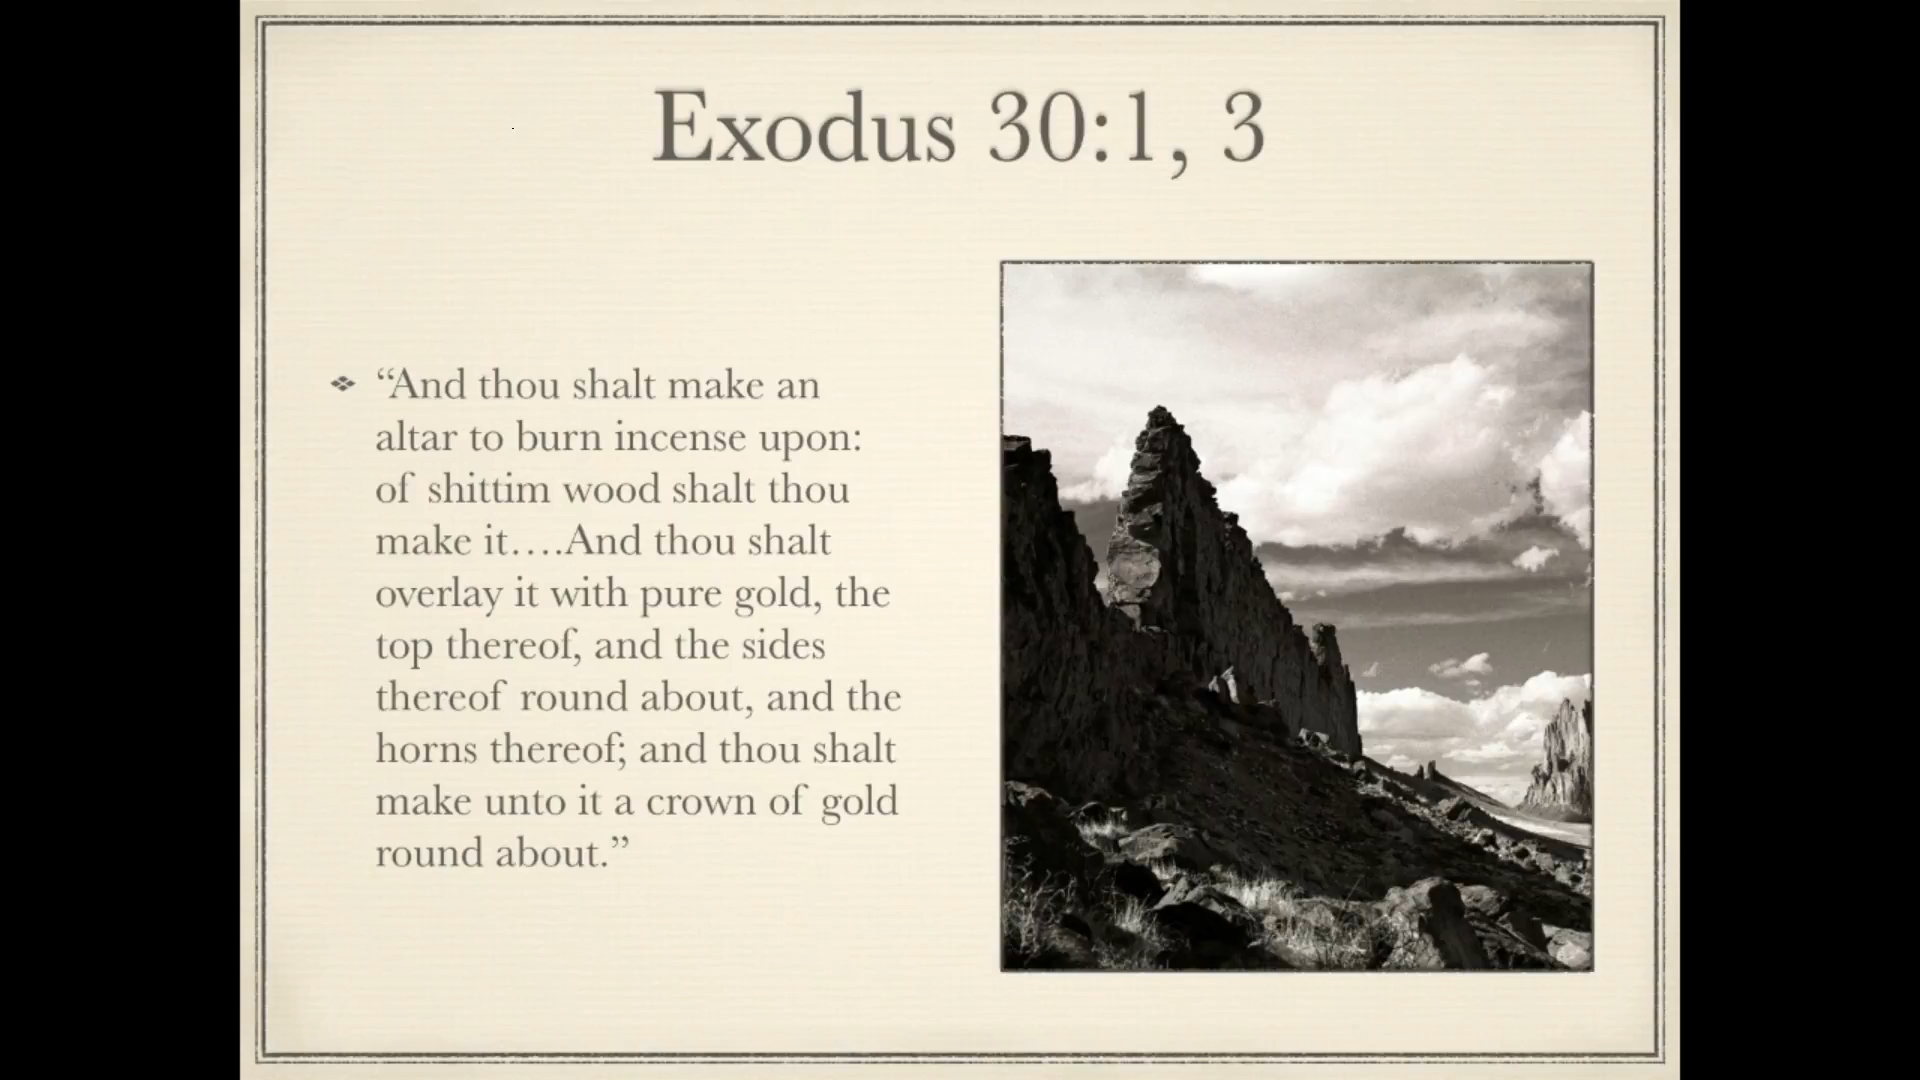 Exodus 30:1, 3
“And thou shalt make an
altar to burn incense upon:
of shittim wood shalt thou
make it….And thou shalt
overlay it with pure gold, the
top thereof, and the sides
thereof round about, and the
horns thereof; and thou shalt
make unto it a crown of gold
round about.”